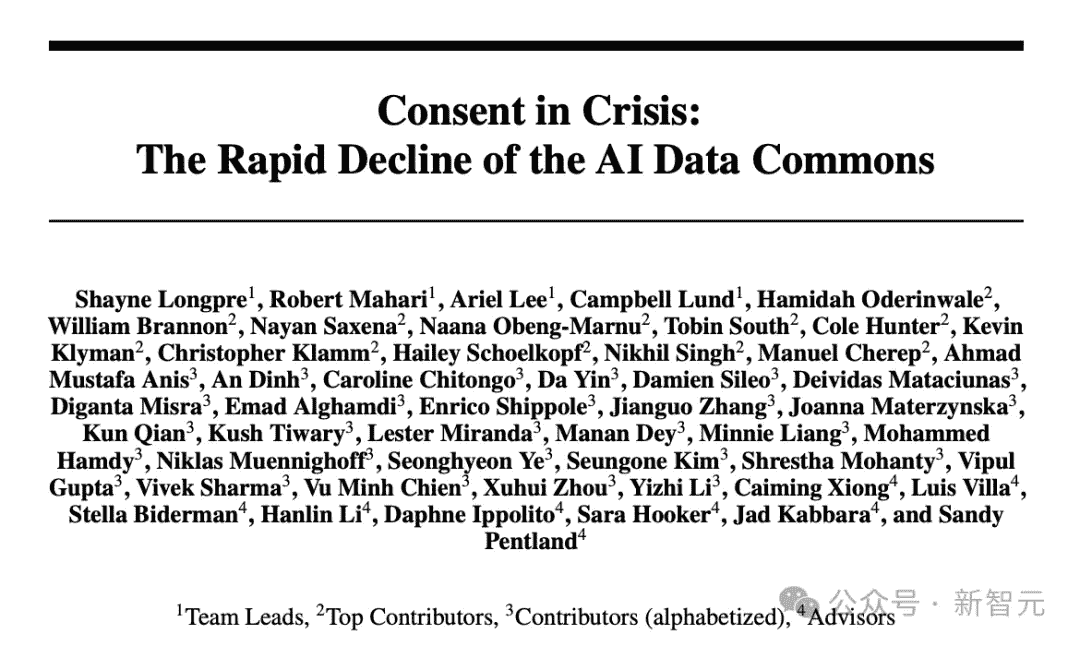 Consent in Crisis:
The Rapid Decline of the AI Data Commons
Shayne Longpre¹, Robert Mahari¹, Ariel Lee¹, Campbell Lund¹, Hamidah Oderinwale²,
William Brannon², Nayan Saxena², Naana Obeng-Marnu², Tobin South², Cole Hunter², Kevin
Klyman², Christopher Klamm², Hailey Schoelkopf², Nikhil Singh², Manuel Cherep², Ahmad
Mustafa Anis³, An Dinh³, Caroline Chitongo³, Da Yin³, Damien Sileo³, Deividas Mataciunas³,
Diganta Misra³, Emad Alghamdi³, Enrico Shippole³, Jianguo Zhang³, Joanna Materzynska³,
Kun Qian³, Kush Tiwary³, Lester Miranda³, Manan Dey³, Minnie Liang³, Mohammed
Hamdy³, Niklas Muennighoff³, Seonghyeon Ye³, Seungone Kim³, Shrestha Mohanty³, Vipul
Gupta³, Vivek Sharma³, Vu Minh Chien³, Xuhui Zhou³, Yizhi Li³, Caiming Xiong⁴, Luis Villa⁴,
Stella Biderman⁴, Hanlin Li⁴, Daphne Ippolito⁴, Sara Hooker⁴, Jad Kabbara⁴, and Sandy
Pentland⁴
¹Team Leads, ²Top Contributors, ³Contributors (alphabetized), ⁴Advisors
公众号 · 新智元